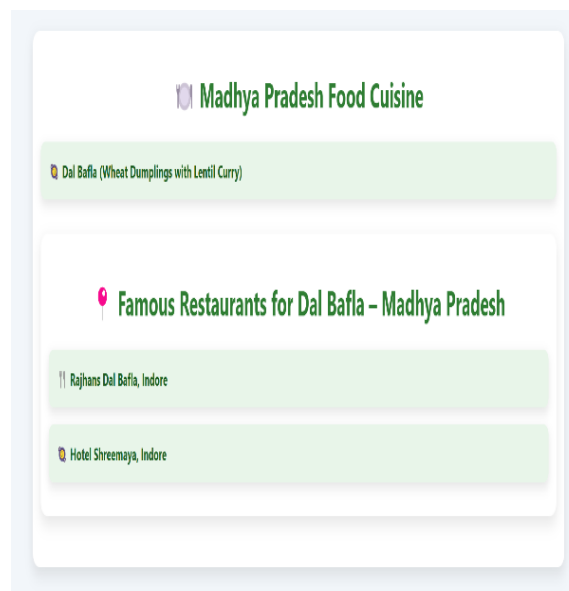 🍽️ Madhya Pradesh Food Cuisine
🥘 Dal Bafla (Wheat Dumplings with Lentil Curry)
📍 Famous Restaurants for Dal Bafla – Madhya Pradesh
🍴 Rajhans Dal Bafla, Indore
🥘 Hotel Shreemaya, Indore